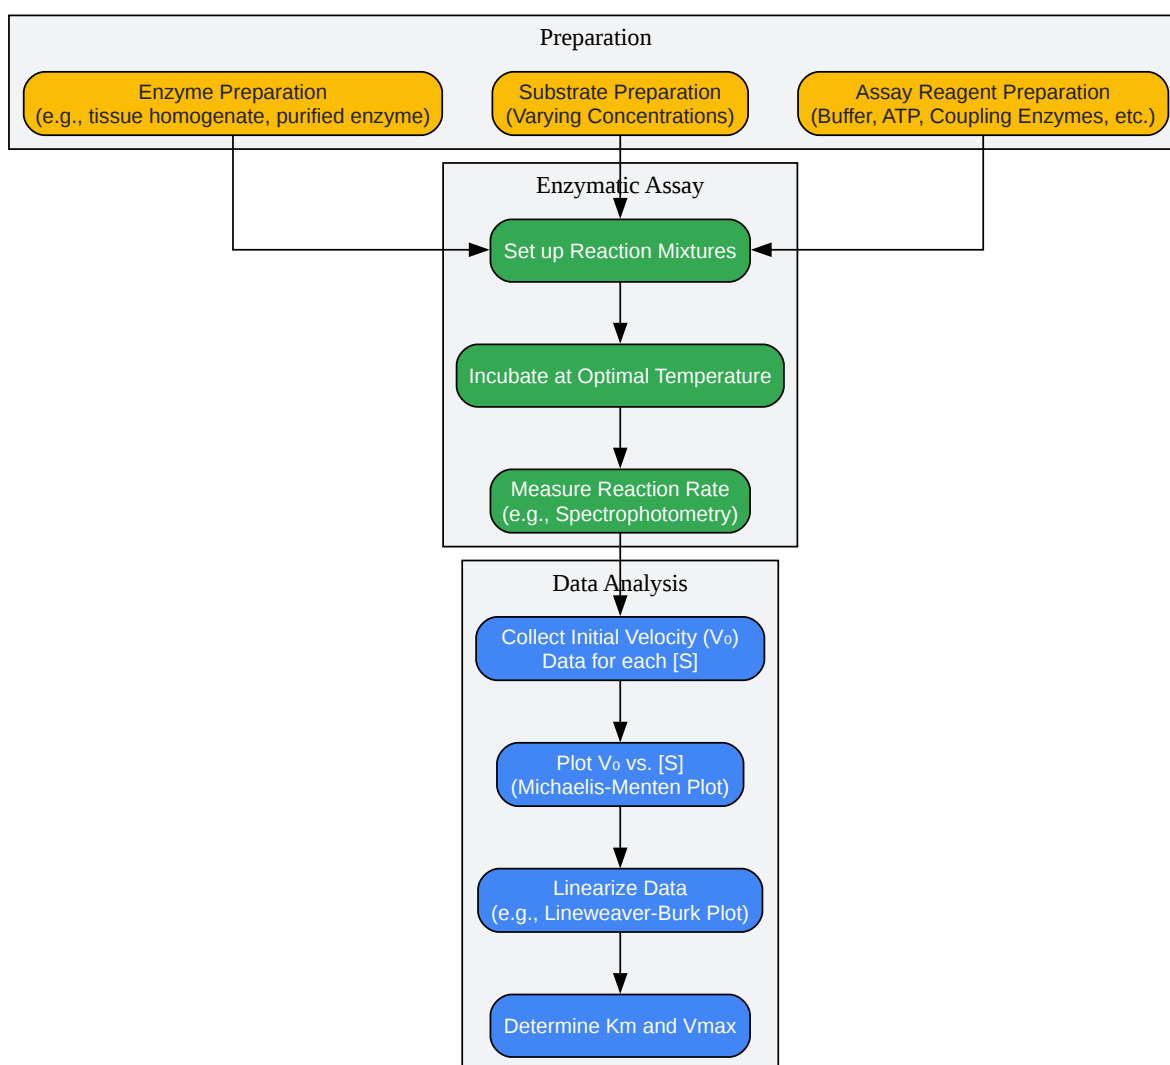 Preparation
Enzyme Preparation
(e.g., tissue homogenate, purified enzyme)
Substrate Preparation
(Varying Concentrations)
Assay Reagent Preparation
(Buffer, ATP, Coupling Enzymes, etc.)
Enzymatic Assay
Set up Reaction Mixtures
Incubate at Optimal Temperature
Measure Reaction Rate
(e.g., Spectrophotometry)
Data Analysis
Collect Initial Velocity (V₀)
Data for each [S]
Plot V₀ vs. [S]
(Michaelis-Menten Plot)
Linearize Data
(e.g., Lineweaver-Burk Plot)
Determine Km and Vmax